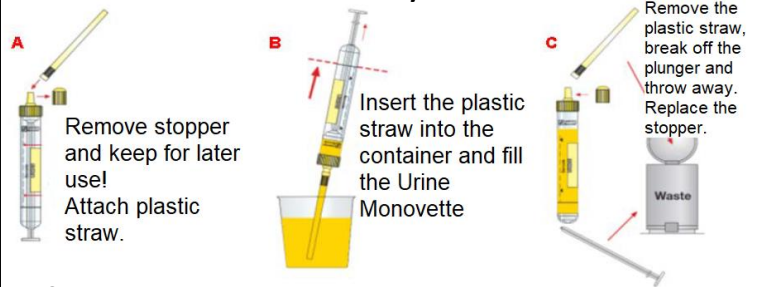 A
Remove stopper
and keep for later
use!
Attach plastic
straw.
B
Insert the plastic
straw into the
container and fill
the Urine
Monovette
C
Remove the
plastic straw,
break off the
plunger and
throw away.
Replace the
stopper.
Waste